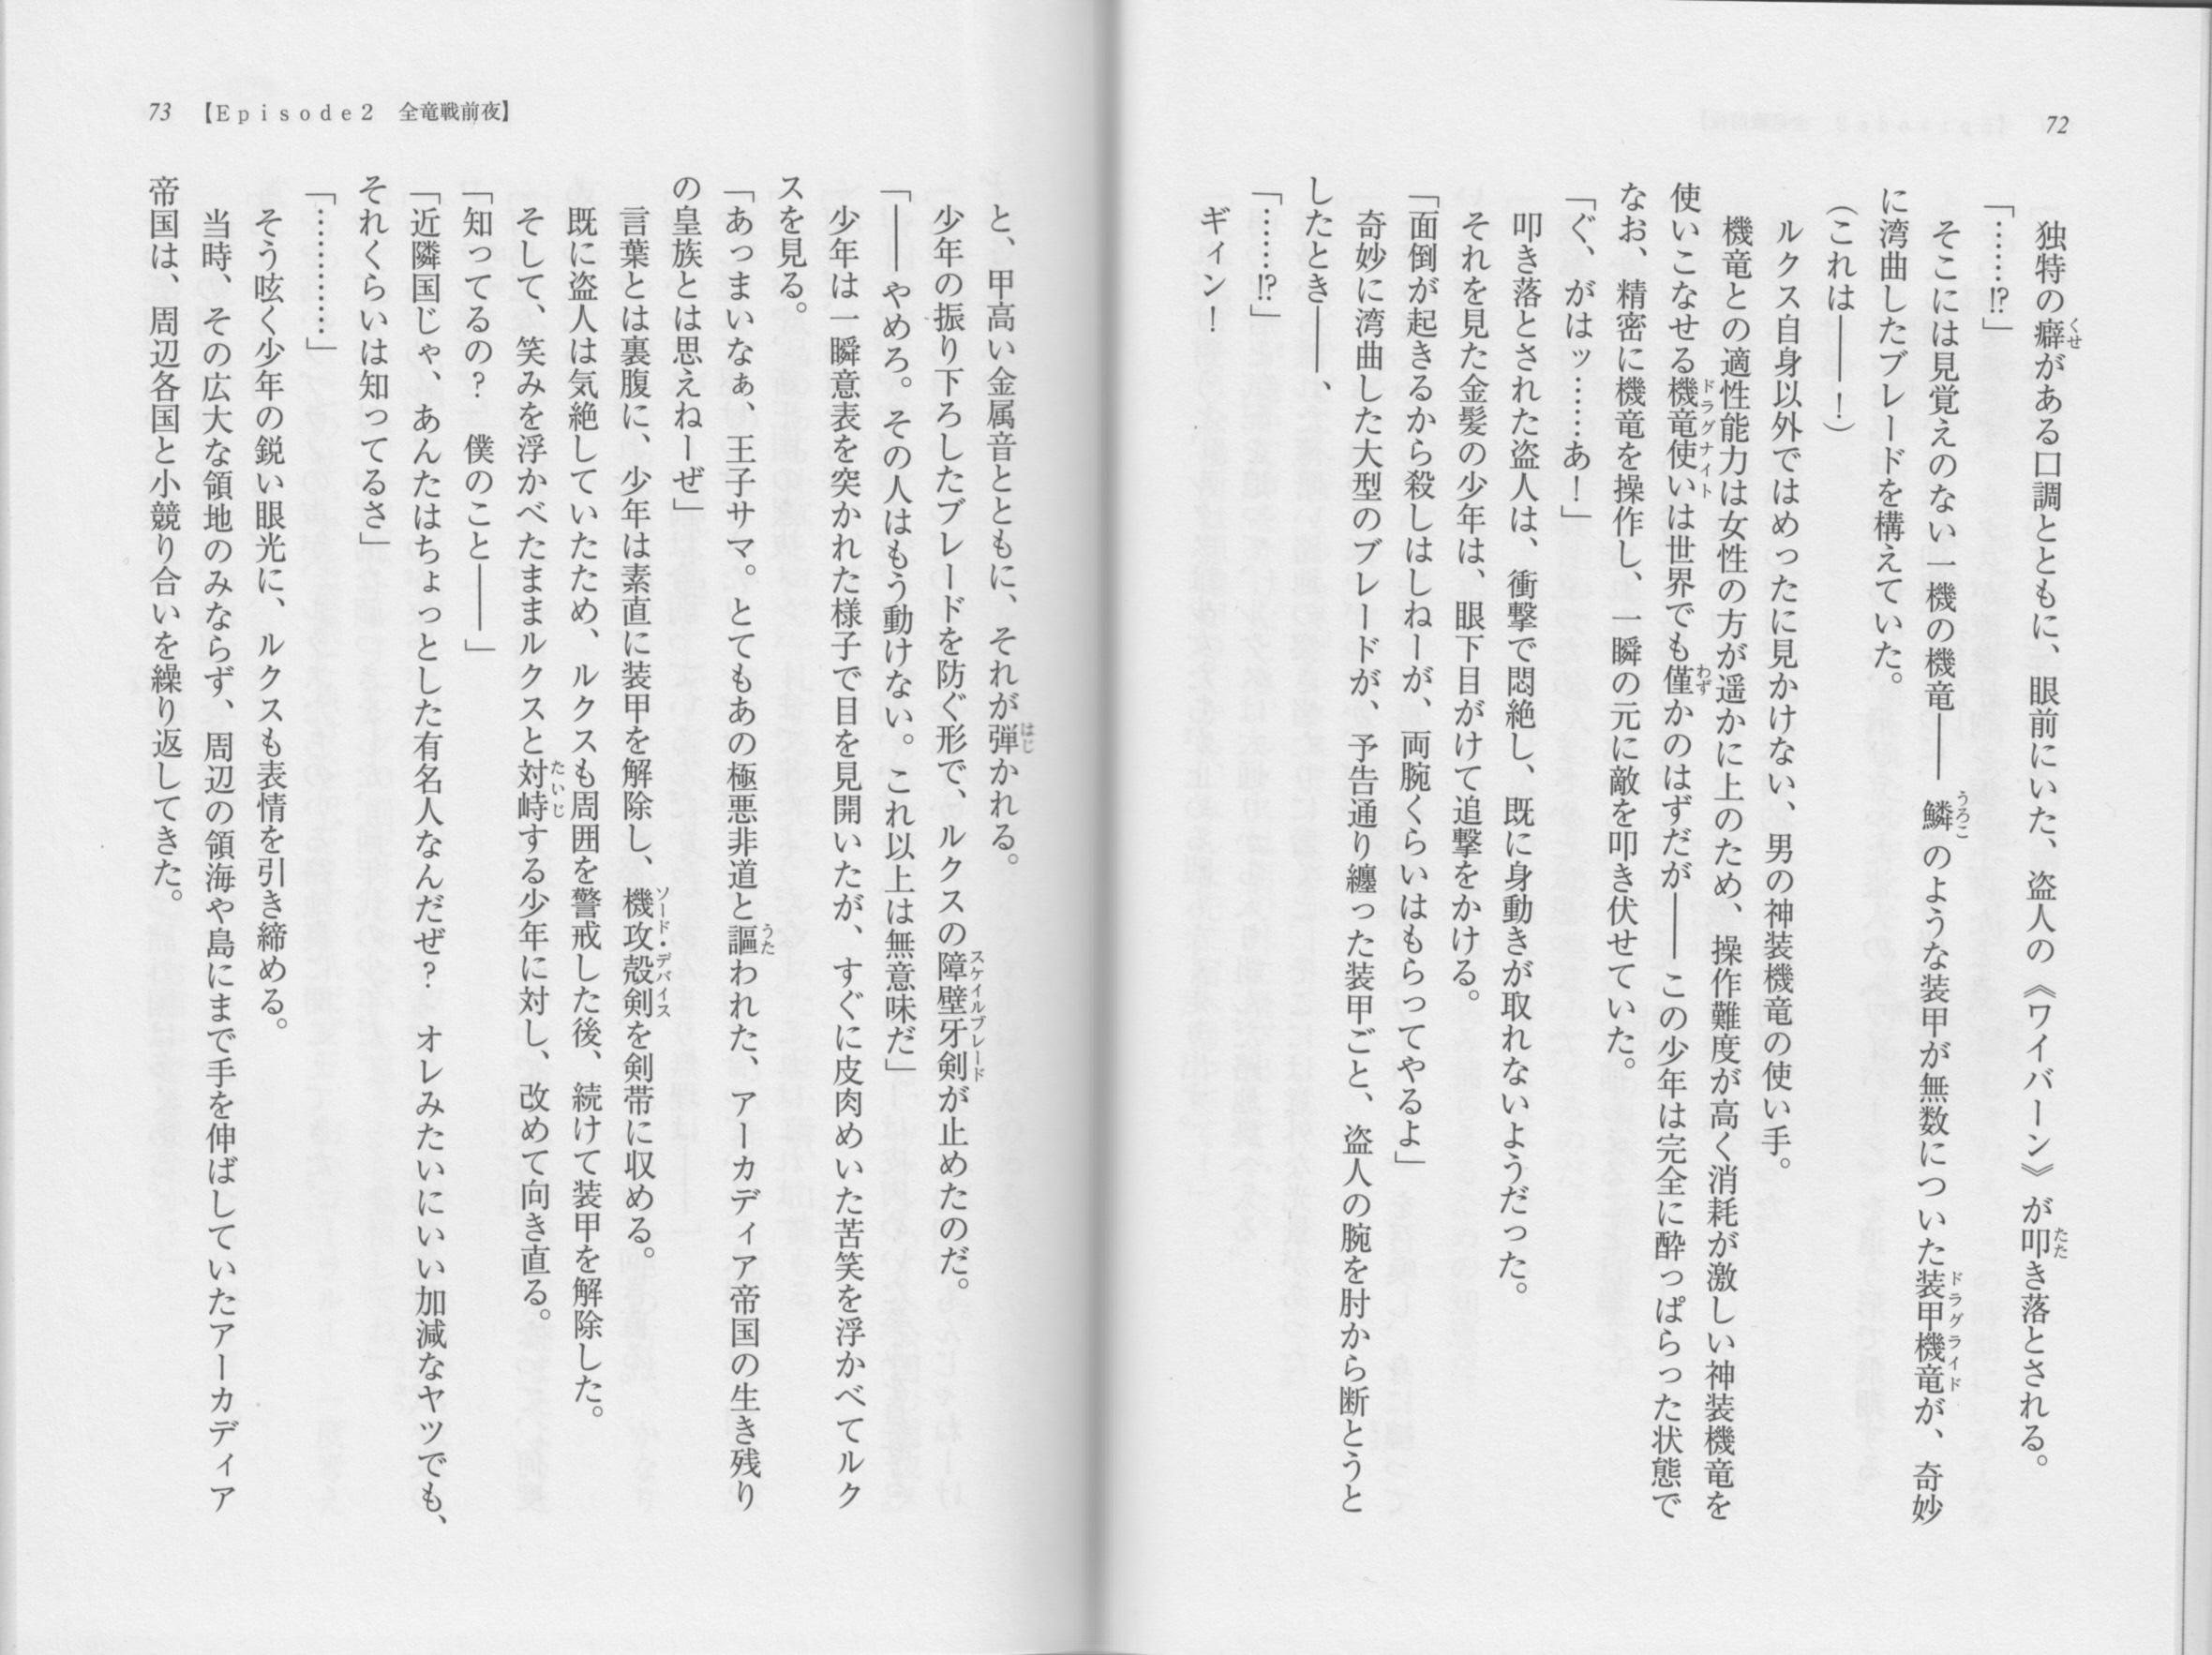 72
独特の癖がある口調とともに、眼前にいた、盗人の《ワイバーン》が叩き落とされる。
「……!?」
そこには見覚えのない一機の機竜――鱗のような装甲が無数についた装甲機竜が、奇妙
に湾曲したブレードを構えていた。
(これは――！)
ルクス自身以外ではめったに見かけない、男の神装機竜の使い手。
機竜との適性能力は女性の方が遥かに上のため、操作難度が高く消耗が激しい神装機竜を
使いこなせる機竜使いは世界でも僅かのはずだが――この少年は完全に酔っぱらった状態で
なお、精密に機竜を操作し、一瞬の元に敵を叩き伏せていた。
「ぐ、がはッ……あ！」
叩き落とされた盗人は、衝撃で悶絶し、既に身動きが取れないようだった。
それを見た金髪の少年は、眼下目がけて追撃をかける。
「面倒が起きるから殺しはしねーが、両腕くらいはもらってやるよ」
奇妙に湾曲した大型のブレードが、予告通り纏った装甲ごと、盗人の腕を肘から断とうと
したとき――、
「……!?」
ギィン！
73 【Episode2 全竜戦前夜】
と、甲高い金属音とともに、それが弾かれる。
少年の振り下ろしたブレードを防ぐ形で、ルクスの障壁牙剣が止めたのだ。
「――やめろ。その人はもう動けない。これ以上は無意味だ」
少年は一瞬意表を突かれた様子で目を見開いたが、すぐに皮肉めいた苦笑を浮かべてルク
スを見る。
「あっまいなぁ、王子サマ。とてもあの極悪非道と謳われた、アーカディア帝国の生き残り
の皇族とは思えねーぜ」
言葉とは裏腹に、少年は素直に装甲を解除し、機攻殻剣を剣帯に収める。
既に盗人は気絶していたため、ルクスも周囲を警戒した後、続けて装甲を解除した。
そして、笑みを浮かべたままルクスと対峙する少年に対し、改めて向き直る。
「知ってるの？　僕のこと――」
「近隣国じゃ、あんたはちょっとした有名人なんだぜ？　オレみたいにいい加減なヤツでも、
それくらいは知ってるさ」
「…………」
そう呟く少年の鋭い眼光に、ルクスも表情を引き締める。
当時、その広大な領地のみならず、周辺の領海や島にまで手を伸ばしていたアーカディア
帝国は、周辺各国と小競り合いを繰り返してきた。